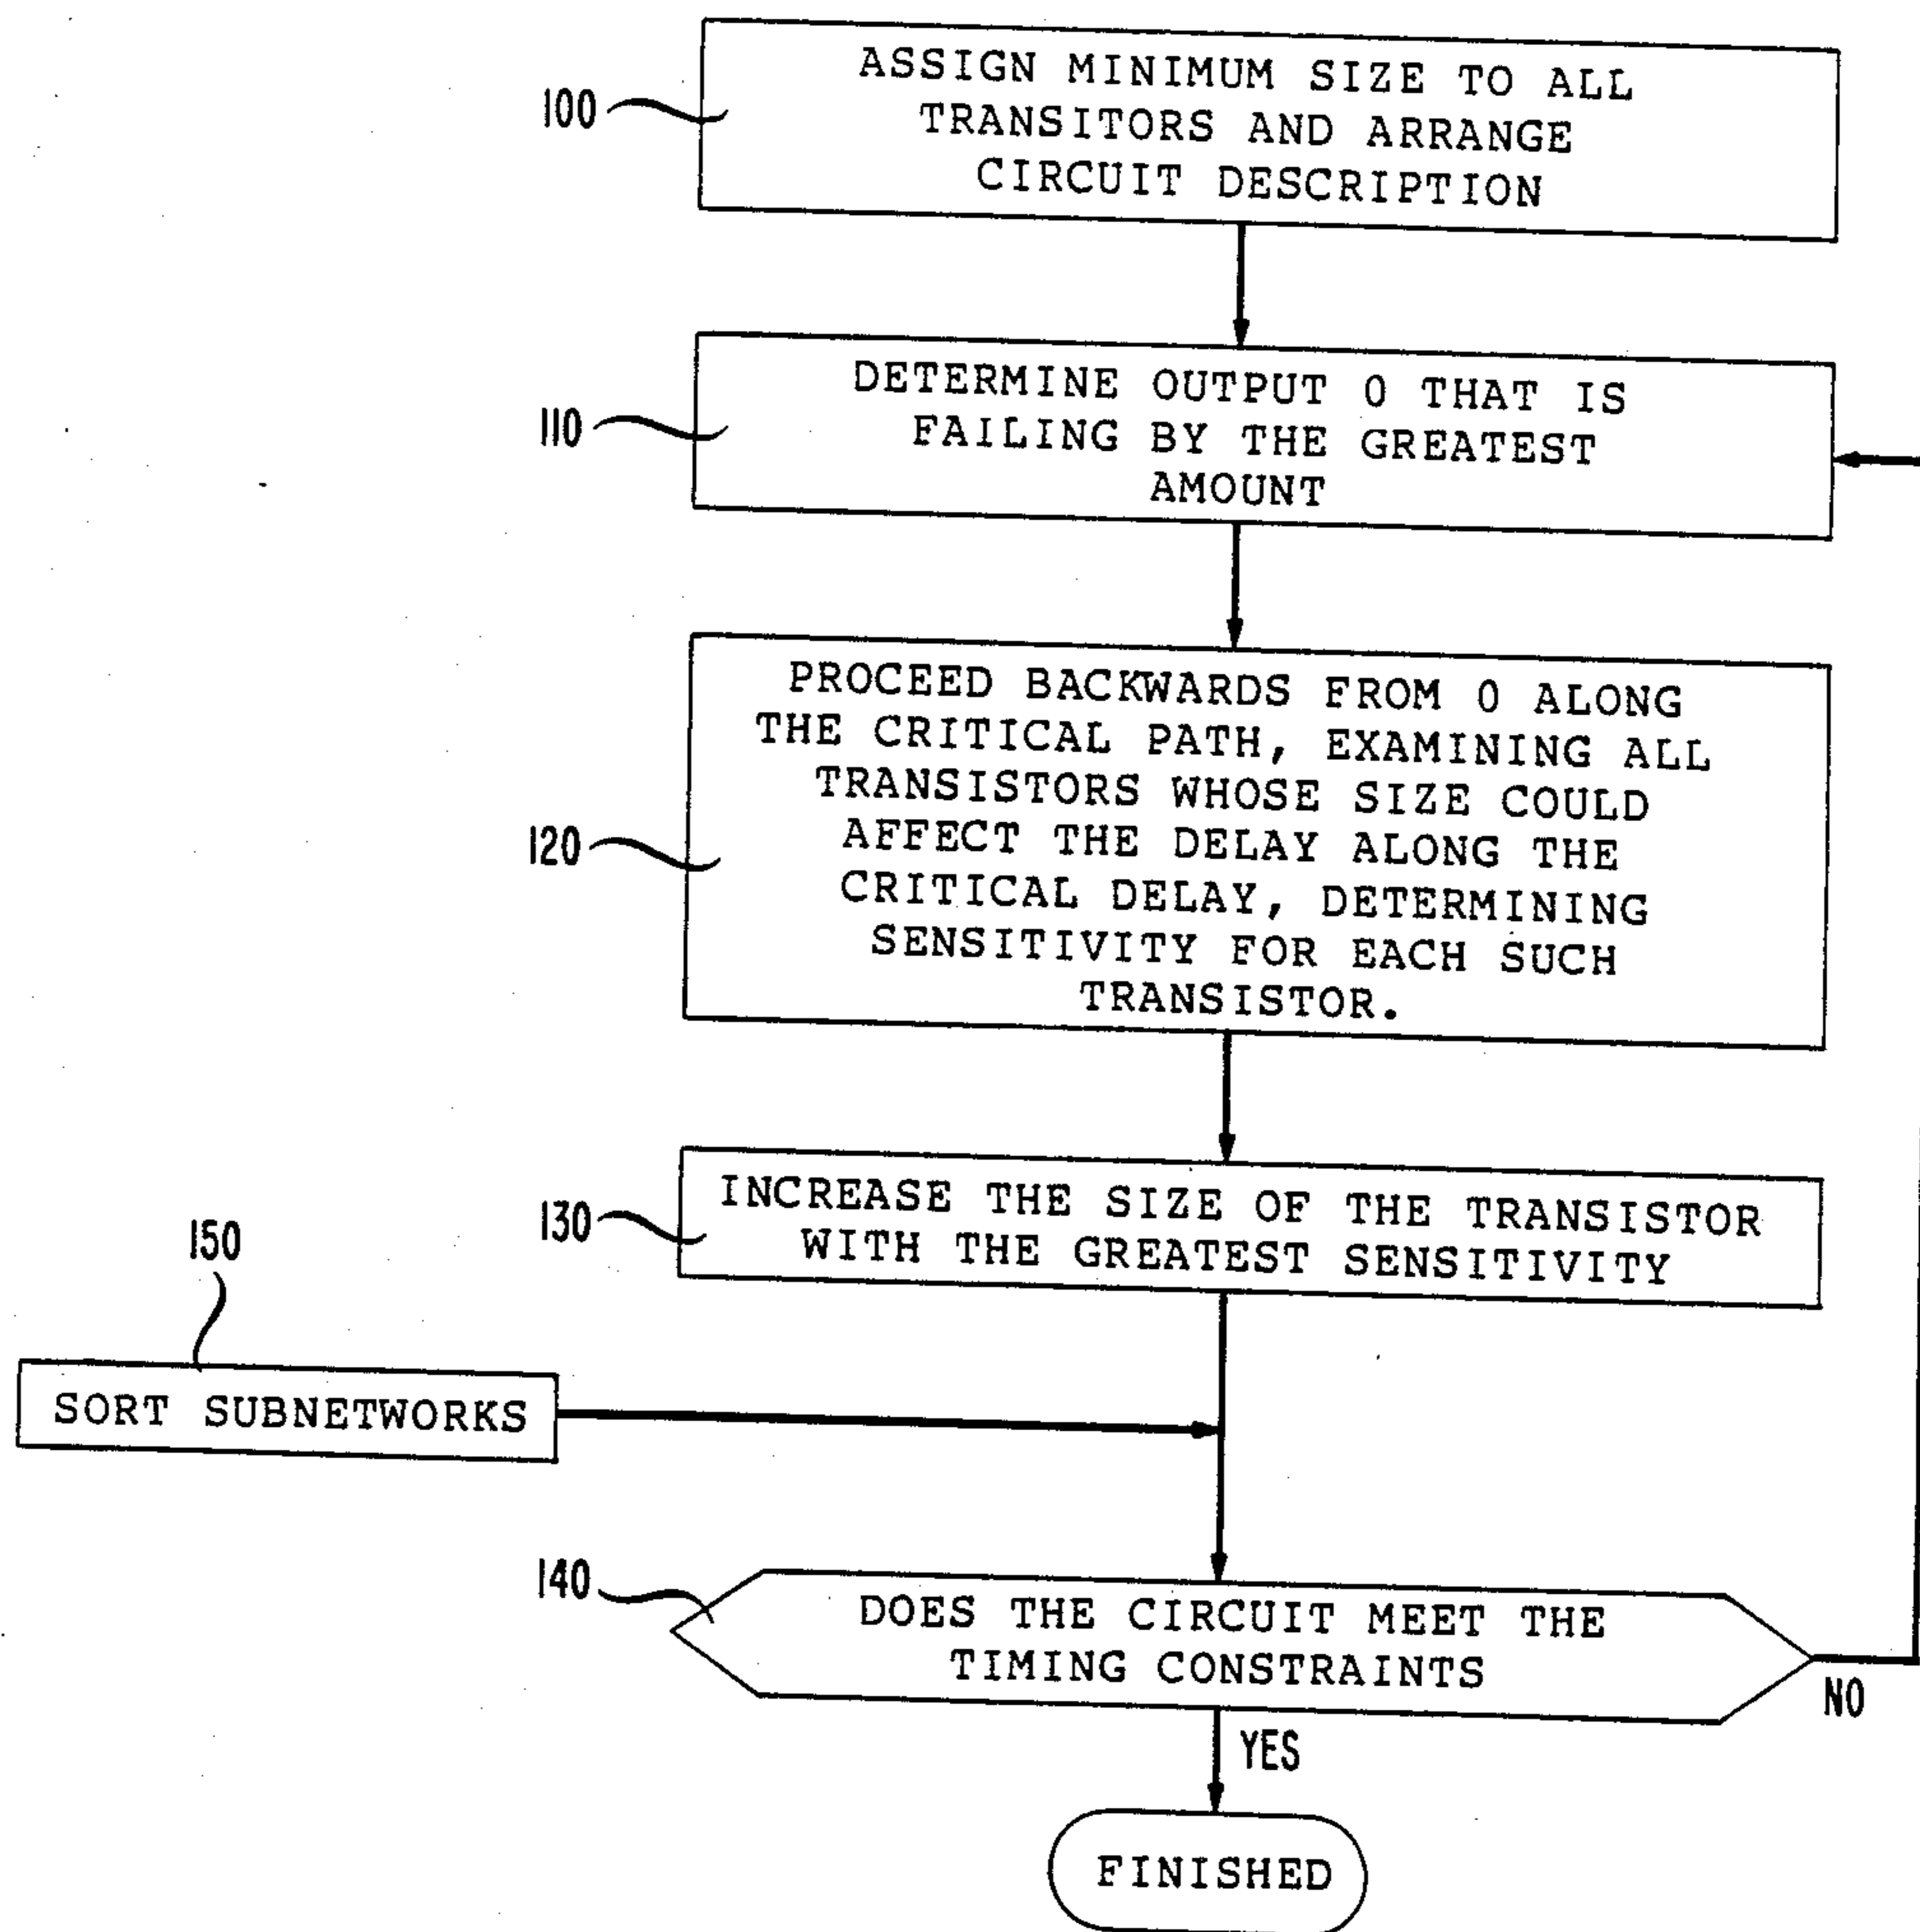 100
ASSIGN MINIMUM SIZE TO ALL
TRANSITORS AND ARRANGE
CIRCUIT DESCRIPTION
110
DETERMINE OUTPUT O THAT IS
FAILING BY THE GREATEST
AMOUNT
120
PROCEED BACKWARDS FROM O ALONG
THE CRITICAL PATH, EXAMINING ALL
TRANSISTORS WHOSE SIZE COULD
AFFECT THE DELAY ALONG THE
CRITICAL DELAY, DETERMINING
SENSITIVITY FOR EACH SUCH
TRANSISTOR.
130
INCREASE THE SIZE OF THE TRANSISTOR
WITH THE GREATEST SENSITIVITY
150
SORT SUBNETWORKS
140
DOES THE CIRCUIT MEET THE
TIMING CONSTRAINTS
NO
YES
FINISHED